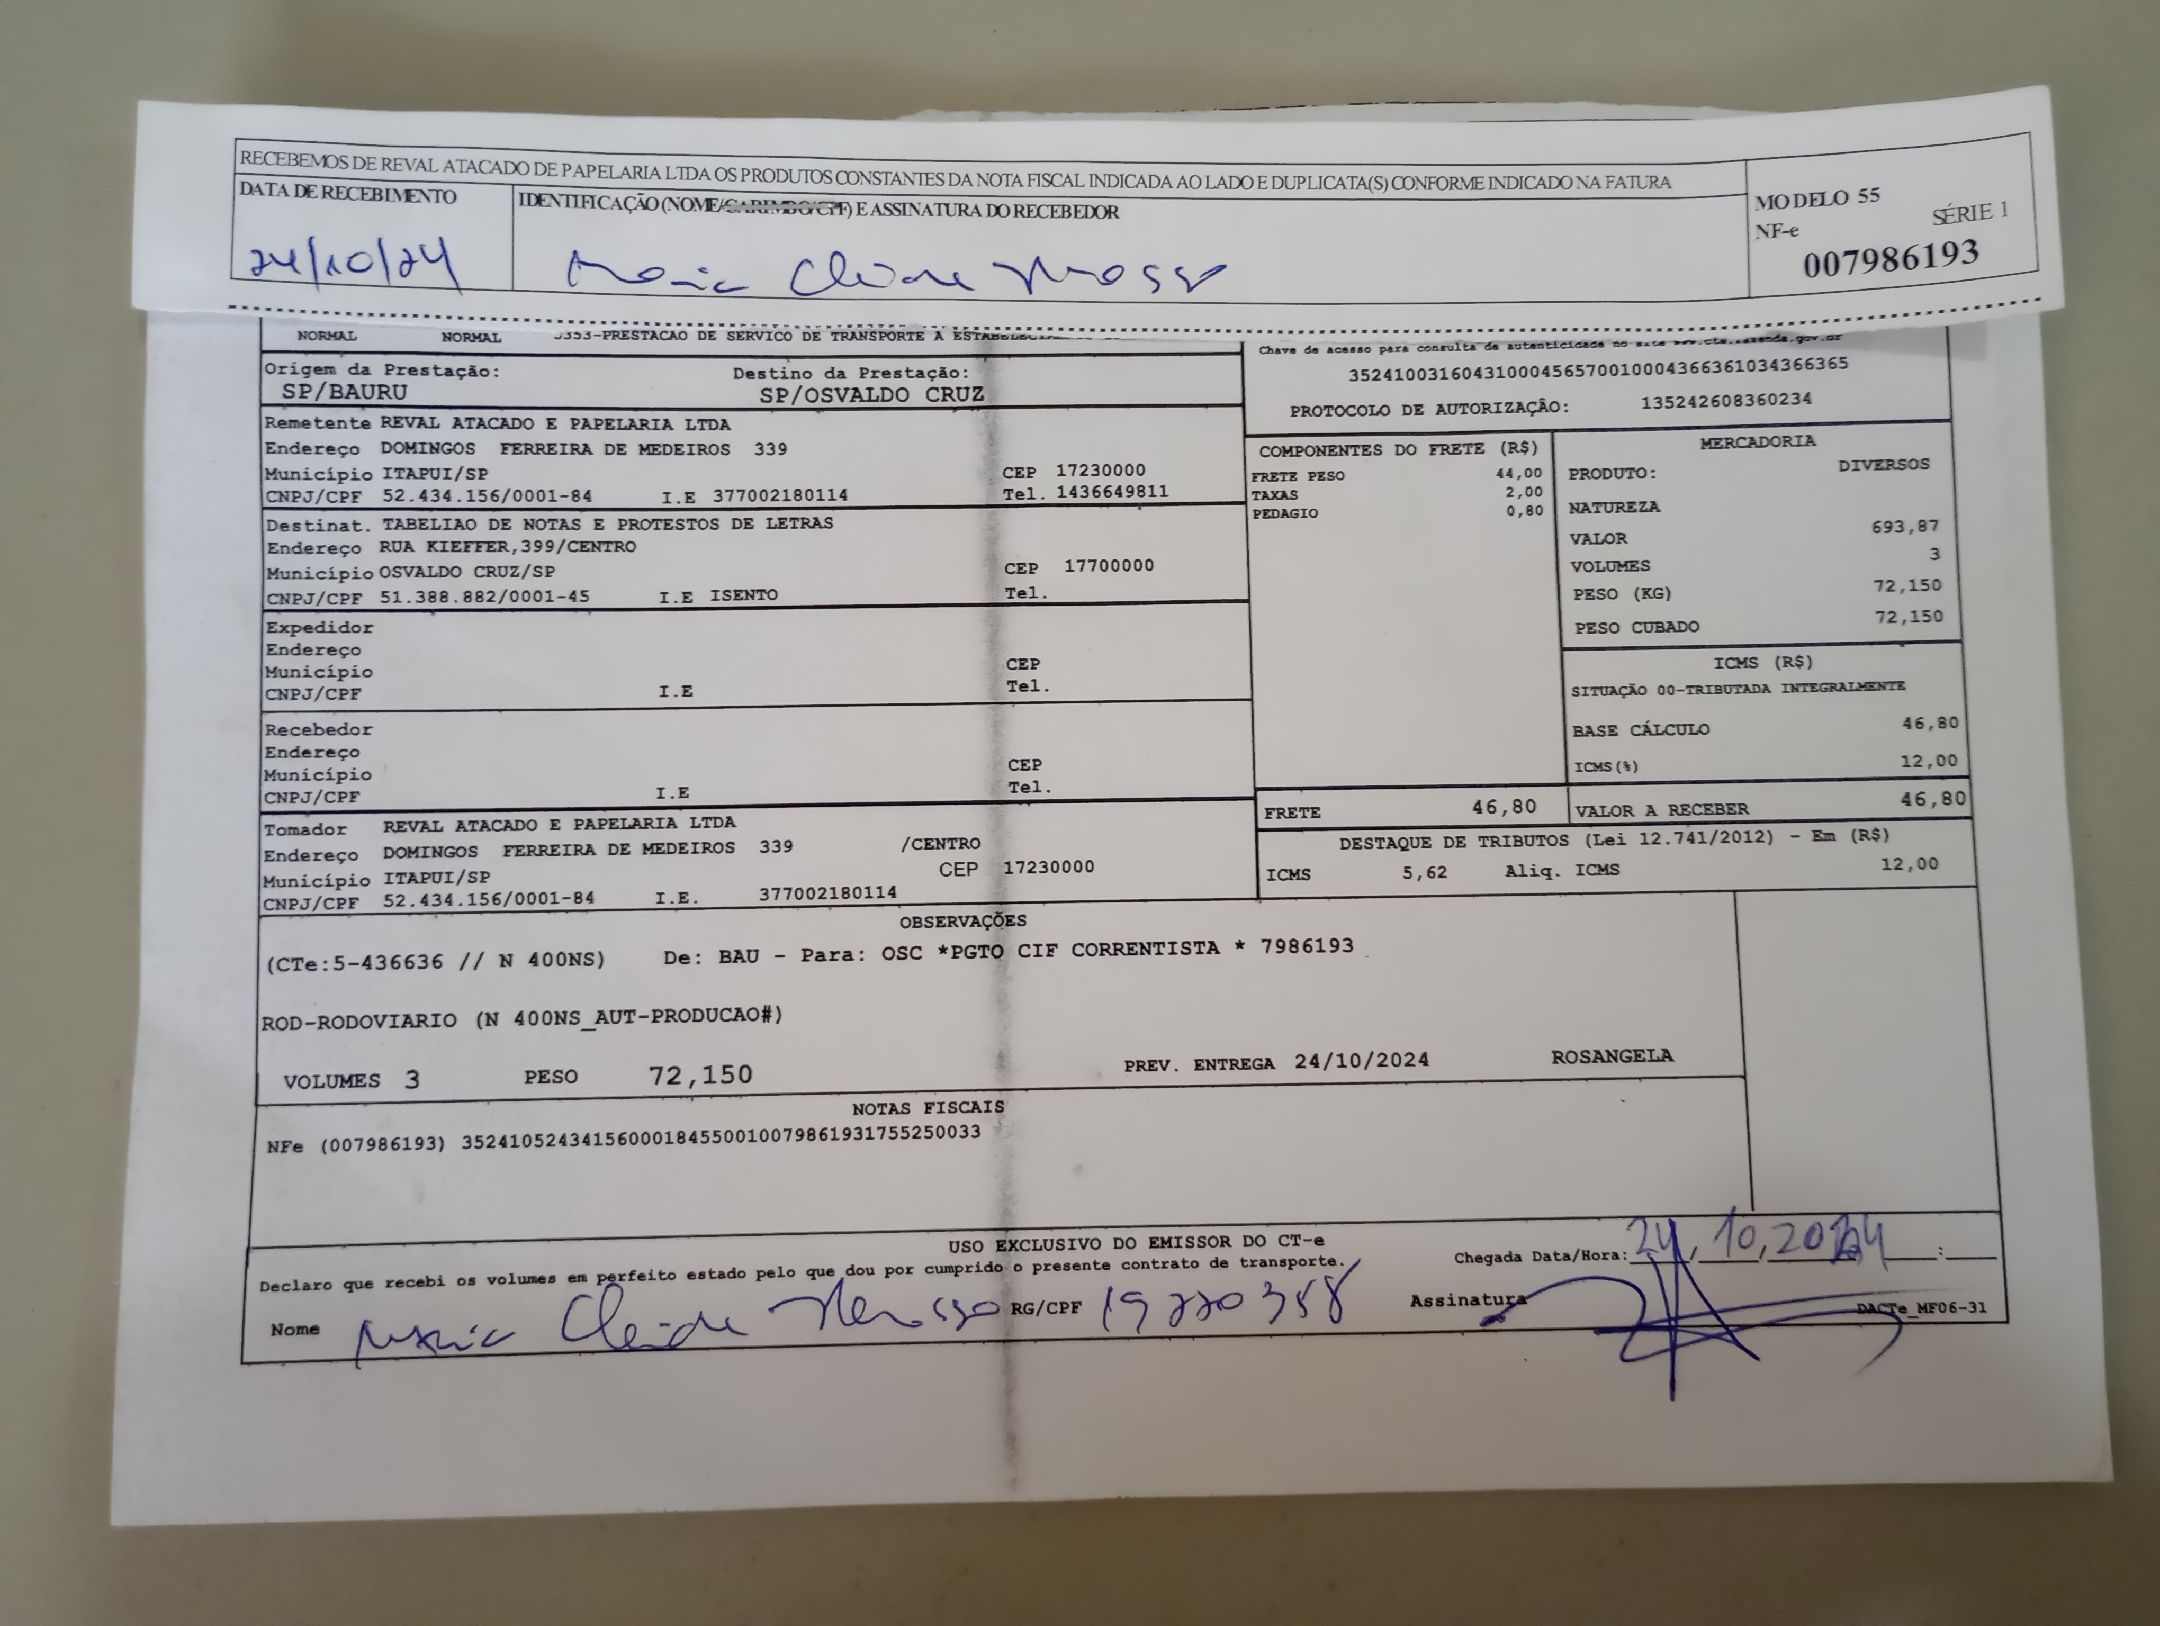 RECEBEMOS DE REVAL ATACADO DE PAPELARIA LTDA OS PRODUTOS CONSTANTES DA NOTA FISCAL INDICADA AO LADO E DUPLICATA(S) CONFORME INDICADO NA FATURA
DATA DE RECEBIMENTO
IDENTIFICAÇÃO (NOME/CARIMBO/CPF) E ASSINATURA DO RECEBEDOR
24/10/24
Maria Cleide
MODELO 55
NF-e SÉRIE 1
007986193
NORMAL NORMAL 5353-PRESTACAO DE SERVICO DE TRANSPORTE A
Chave de acesso para consulta de autenticidade no site www.cte.fazenda.gov.br
35241003160431000456570010004366361034366365
PROTOCOLO DE AUTORIZAÇÃO: 135242608360234
Origem da Prestação: Destino da Prestação:
SP/BAURU SP/OSVALDO CRUZ
Remetente REVAL ATACADO E PAPELARIA LTDA
Endereço DOMINGOS FERREIRA DE MEDEIROS 339
Município ITAPUI/SP CEP 17230000
CNPJ/CPF 52.434.156/0001-84 I.E 377002180114 Tel. 1436649811
Destinat. TABELIAO DE NOTAS E PROTESTOS DE LETRAS
Endereço RUA KIEFFER,399/CENTRO
Município OSVALDO CRUZ/SP CEP 17700000
CNPJ/CPF 51.388.882/0001-45 I.E ISENTO Tel.
Expedidor
Endereço
Município CEP
CNPJ/CPF I.E Tel.
Recebedor
Endereço
Município CEP
CNPJ/CPF I.E Tel.
Tomador REVAL ATACADO E PAPELARIA LTDA
Endereço DOMINGOS FERREIRA DE MEDEIROS 339 /CENTRO
Município ITAPUI/SP CEP 17230000
CNPJ/CPF 52.434.156/0001-84 I.E. 377002180114
COMPONENTES DO FRETE (R$)
FRETE PESO 44,00
TAXAS 2,00
PEDAGIO 0,80
MERCADORIA
PRODUTO: DIVERSOS
NATUREZA
VALOR 693,87
VOLUMES 3
PESO (KG) 72,150
PESO CUBADO 72,150
ICMS (R$)
SITUAÇÃO 00-TRIBUTADA INTEGRALMENTE
BASE CÁLCULO 46,80
ICMS(%) 12,00
FRETE 46,80 VALOR A RECEBER 46,80
DESTAQUE DE TRIBUTOS (Lei 12.741/2012) - Em (R$)
ICMS 5,62 Aliq. ICMS 12,00
OBSERVAÇÕES
(CTe:5-436636 // N 400NS) De: BAU - Para: OSC *PGTO CIF CORRENTISTA * 7986193
ROD-RODOVIARIO (N 400NS_AUT-PRODUCAO#)
VOLUMES 3 PESO 72,150 PREV. ENTREGA 24/10/2024 ROSANGELA
NOTAS FISCAIS
NFe (007986193) 35241052434156000184550010079861931755250033
USO EXCLUSIVO DO EMISSOR DO CT-e
Declaro que recebi os volumes em perfeito estado pelo que dou por cumprido o presente contrato de transporte.
Chegada Data/Hora: 24,10,2024 :
Nome Maria Cleide RG/CPF 19220358 Assinatura
DACTe_MF06-31